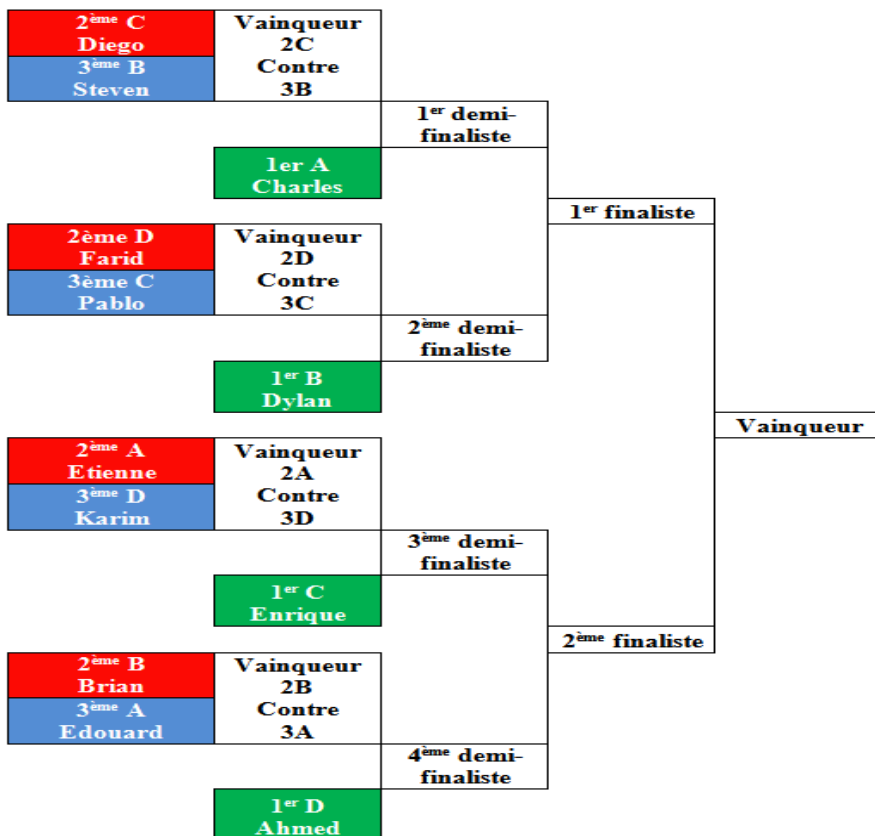 2ème C
Diego
3ème B
Steven
Vainqueur
2C
Contre
3B
1er demi-
finaliste
1er A
Charles
1er finaliste
2ème D
Farid
3ème C
Pablo
Vainqueur
2D
Contre
3C
2ème demi-
finaliste
1er B
Dylan
Vainqueur
2ème A
Etienne
3ème D
Karim
Vainqueur
2A
Contre
3D
3ème demi-
finaliste
1er C
Enrique
2ème finaliste
2ème B
Brian
3ème A
Edouard
Vainqueur
2B
Contre
3A
4ème demi-
finaliste
1er D
Ahmed